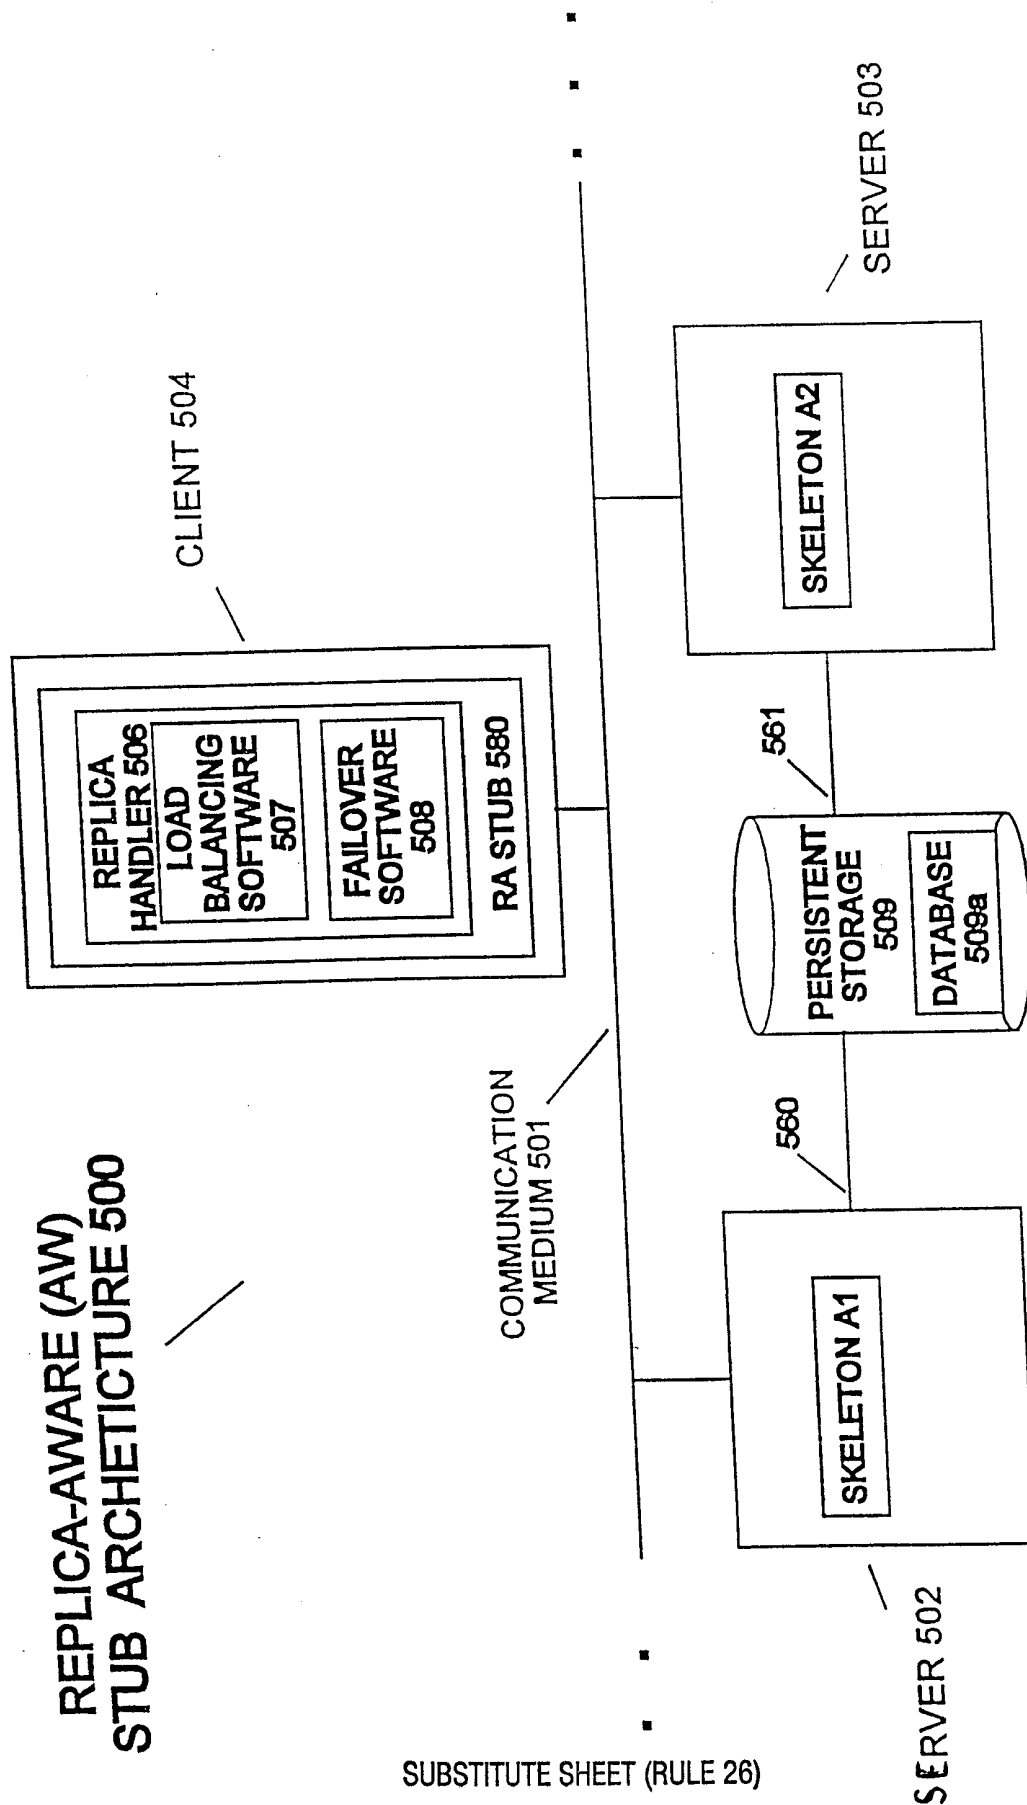 REPLICA-AWARE (AW)
STUB ARCHETICTURE 500
CLIENT 504
REPLICA
HANDLER 506
LOAD
BALANCING
SOFTWARE
507
FAILOVER
SOFTWARE
508
RA STUB 580
COMMUNICATION
MEDIUM 501
SERVER 502
SKELETON A1
560
PERSISTENT
STORAGE
509
DATABASE
509a
561
SKELETON A2
SERVER 503
SUBSTITUTE SHEET (RULE 26)